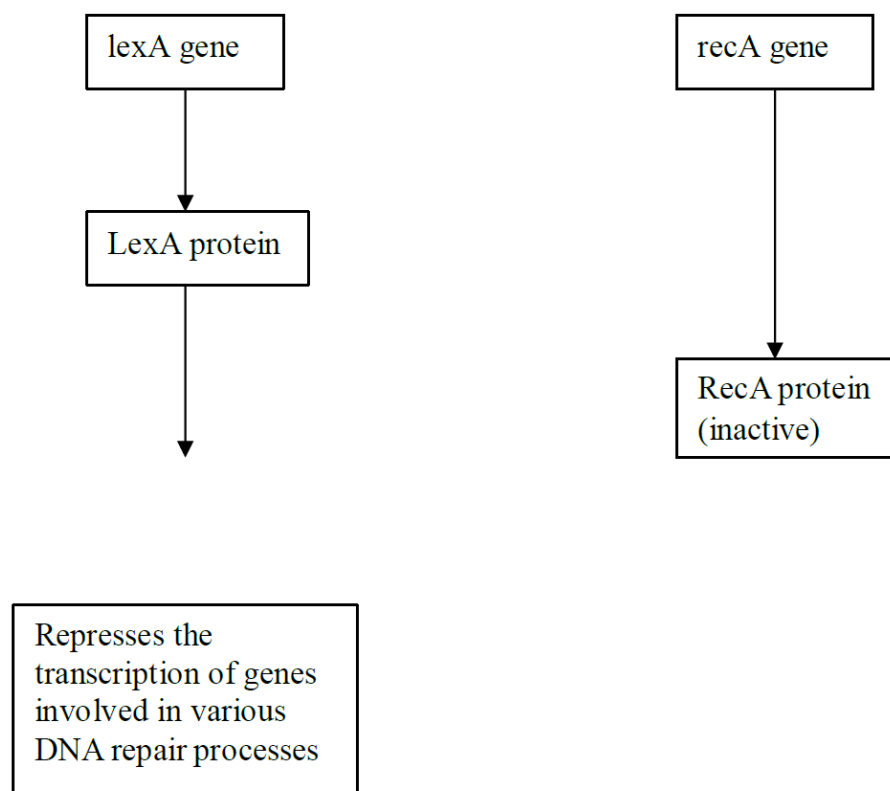 lexA gene
recA gene
LexA protein
RecA protein
(inactive)
Represses the
transcription of genes
involved in various
DNA repair processes